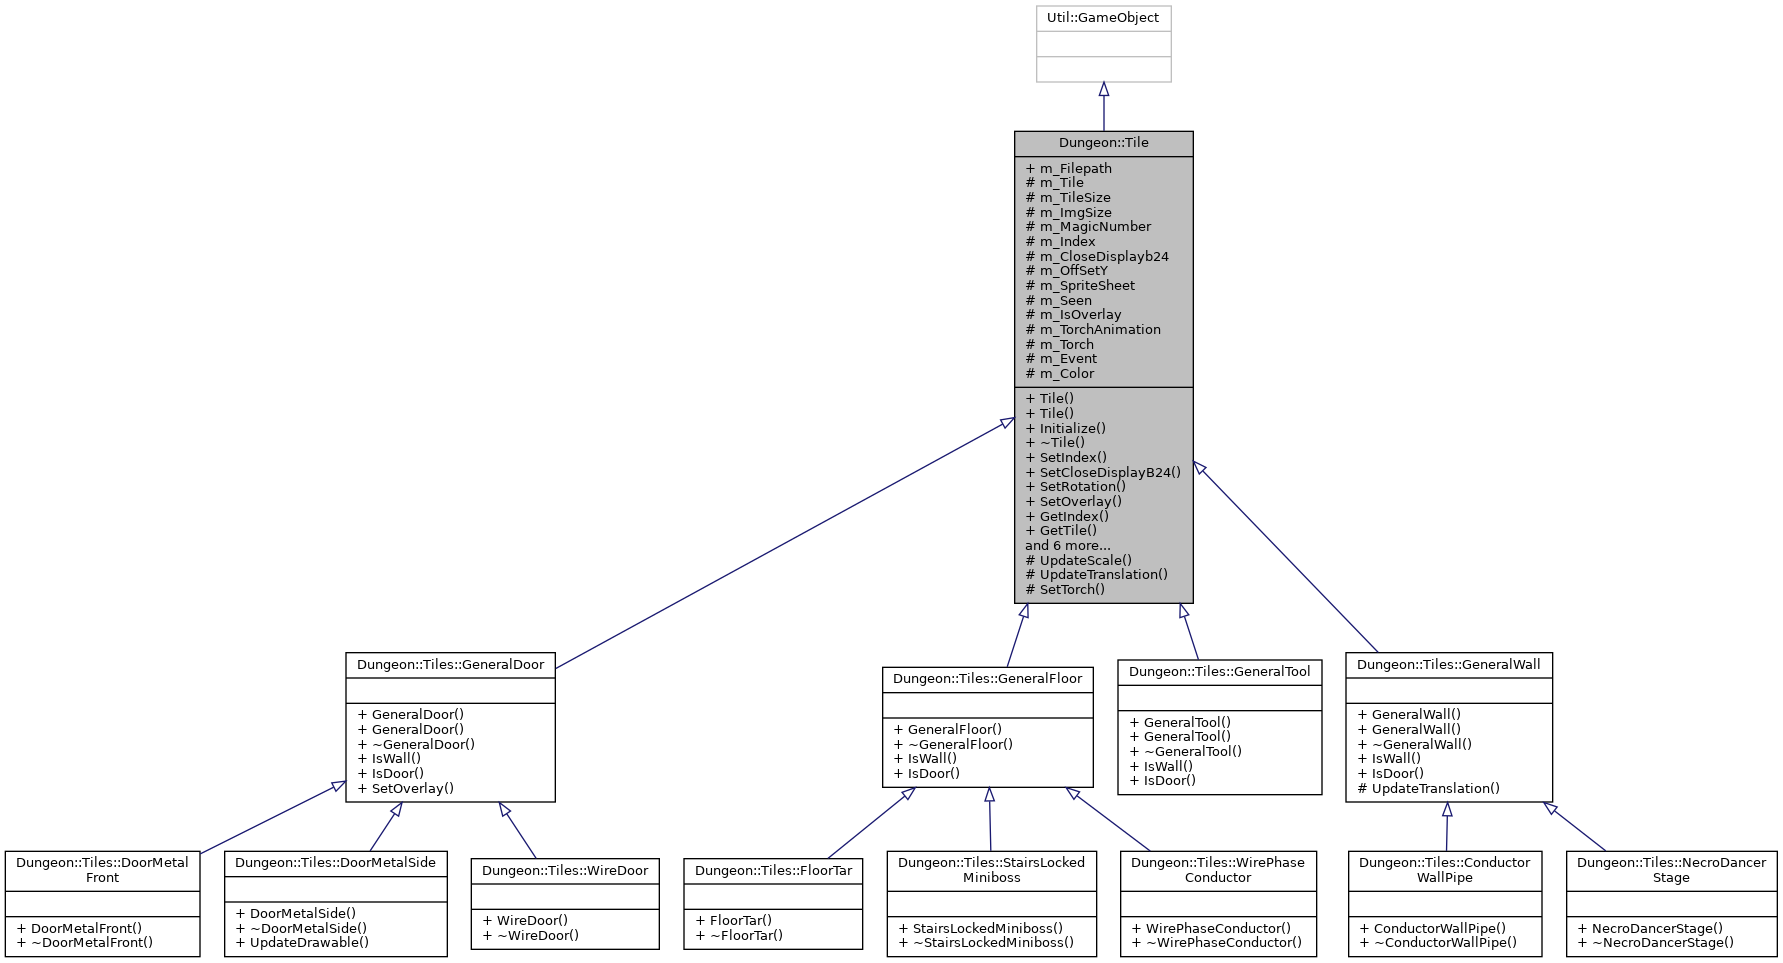 Util::GameObject
Dungeon::Tile
+ m_Filepath
# m_Tile
# m_TileSize
# m_ImgSize
# m_MagicNumber
# m_Index
# m_CloseDisplayb24
# m_OffSetY
# m_SpriteSheet
# m_Seen
# m_IsOverlay
# m_TorchAnimation
# m_Torch
# m_Event
# m_Color
+ Tile()
+ Tile()
+ Initialize()
+ ~Tile()
+ SetIndex()
+ SetCloseDisplayB24()
+ SetRotation()
+ SetOverlay()
+ GetIndex()
+ GetTile()
and 6 more...
# UpdateScale()
# UpdateTranslation()
# SetTorch()
Dungeon::Tiles::GeneralDoor
+ GeneralDoor()
+ GeneralDoor()
+ ~GeneralDoor()
+ IsWall()
+ IsDoor()
+ SetOverlay()
Dungeon::Tiles::GeneralFloor
+ GeneralFloor()
+ ~GeneralFloor()
+ IsWall()
+ IsDoor()
Dungeon::Tiles::GeneralTool
+ GeneralTool()
+ GeneralTool()
+ ~GeneralTool()
+ IsWall()
+ IsDoor()
Dungeon::Tiles::GeneralWall
+ GeneralWall()
+ GeneralWall()
+ ~GeneralWall()
+ IsWall()
+ IsDoor()
# UpdateTranslation()
Dungeon::Tiles::DoorMetal
Front
+ DoorMetalFront()
+ ~DoorMetalFront()
Dungeon::Tiles::DoorMetalSide
+ DoorMetalSide()
+ ~DoorMetalSide()
+ UpdateDrawable()
Dungeon::Tiles::WireDoor
+ WireDoor()
+ ~WireDoor()
Dungeon::Tiles::FloorTar
+ FloorTar()
+ ~FloorTar()
Dungeon::Tiles::StairsLocked
Miniboss
+ StairsLockedMiniboss()
+ ~StairsLockedMiniboss()
Dungeon::Tiles::WirePhase
Conductor
+ WirePhaseConductor()
+ ~WirePhaseConductor()
Dungeon::Tiles::Conductor
WallPipe
+ ConductorWallPipe()
+ ~ConductorWallPipe()
Dungeon::Tiles::NecroDancer
Stage
+ NecroDancerStage()
+ ~NecroDancerStage()